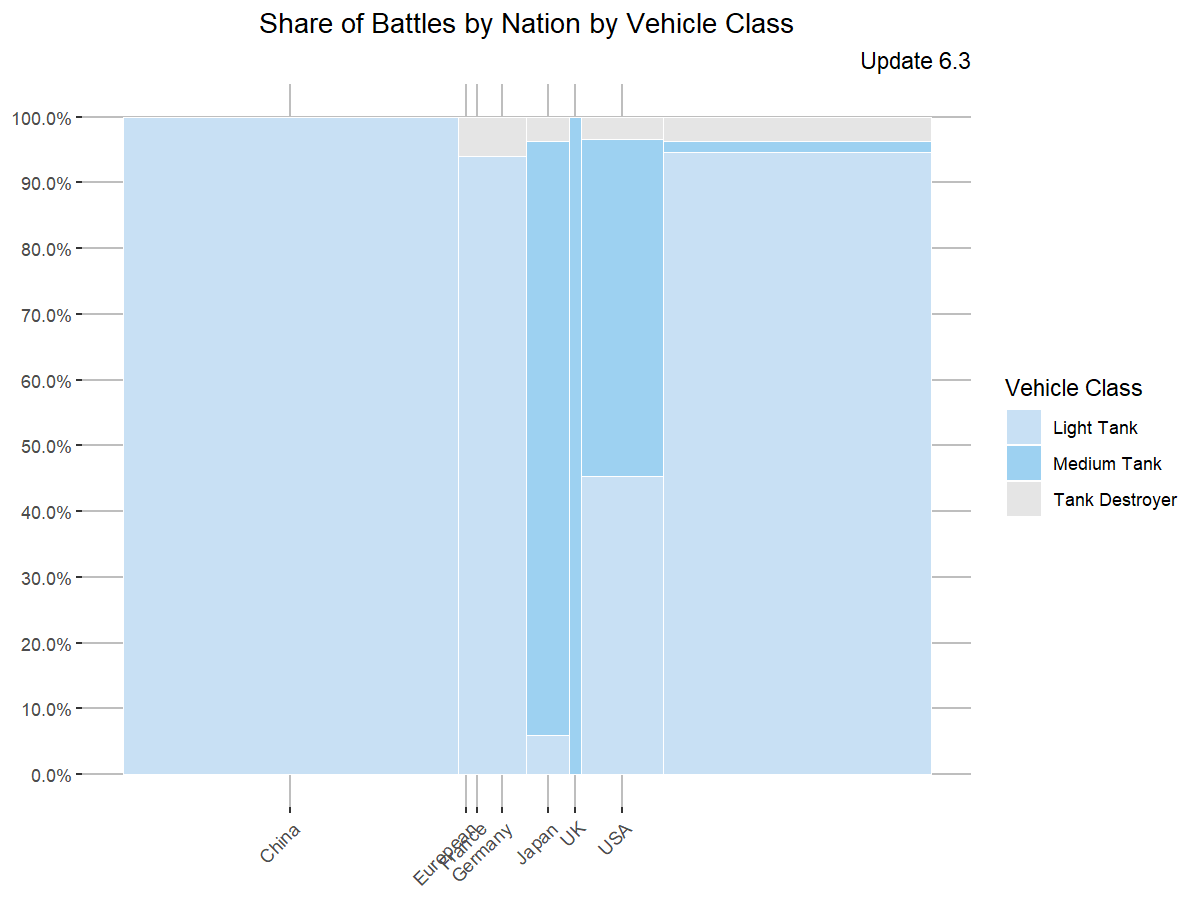 Share of Battles by Nation by Vehicle Class
Update 6.3
100.0%
90.0%
80.0%
70.0%
60.0%
50.0%
40.0%
30.0%
20.0%
10.0%
0.0%
China
European
France
Germany
Japan
UK
USA
Vehicle Class
Light Tank
Medium Tank
Tank Destroyer